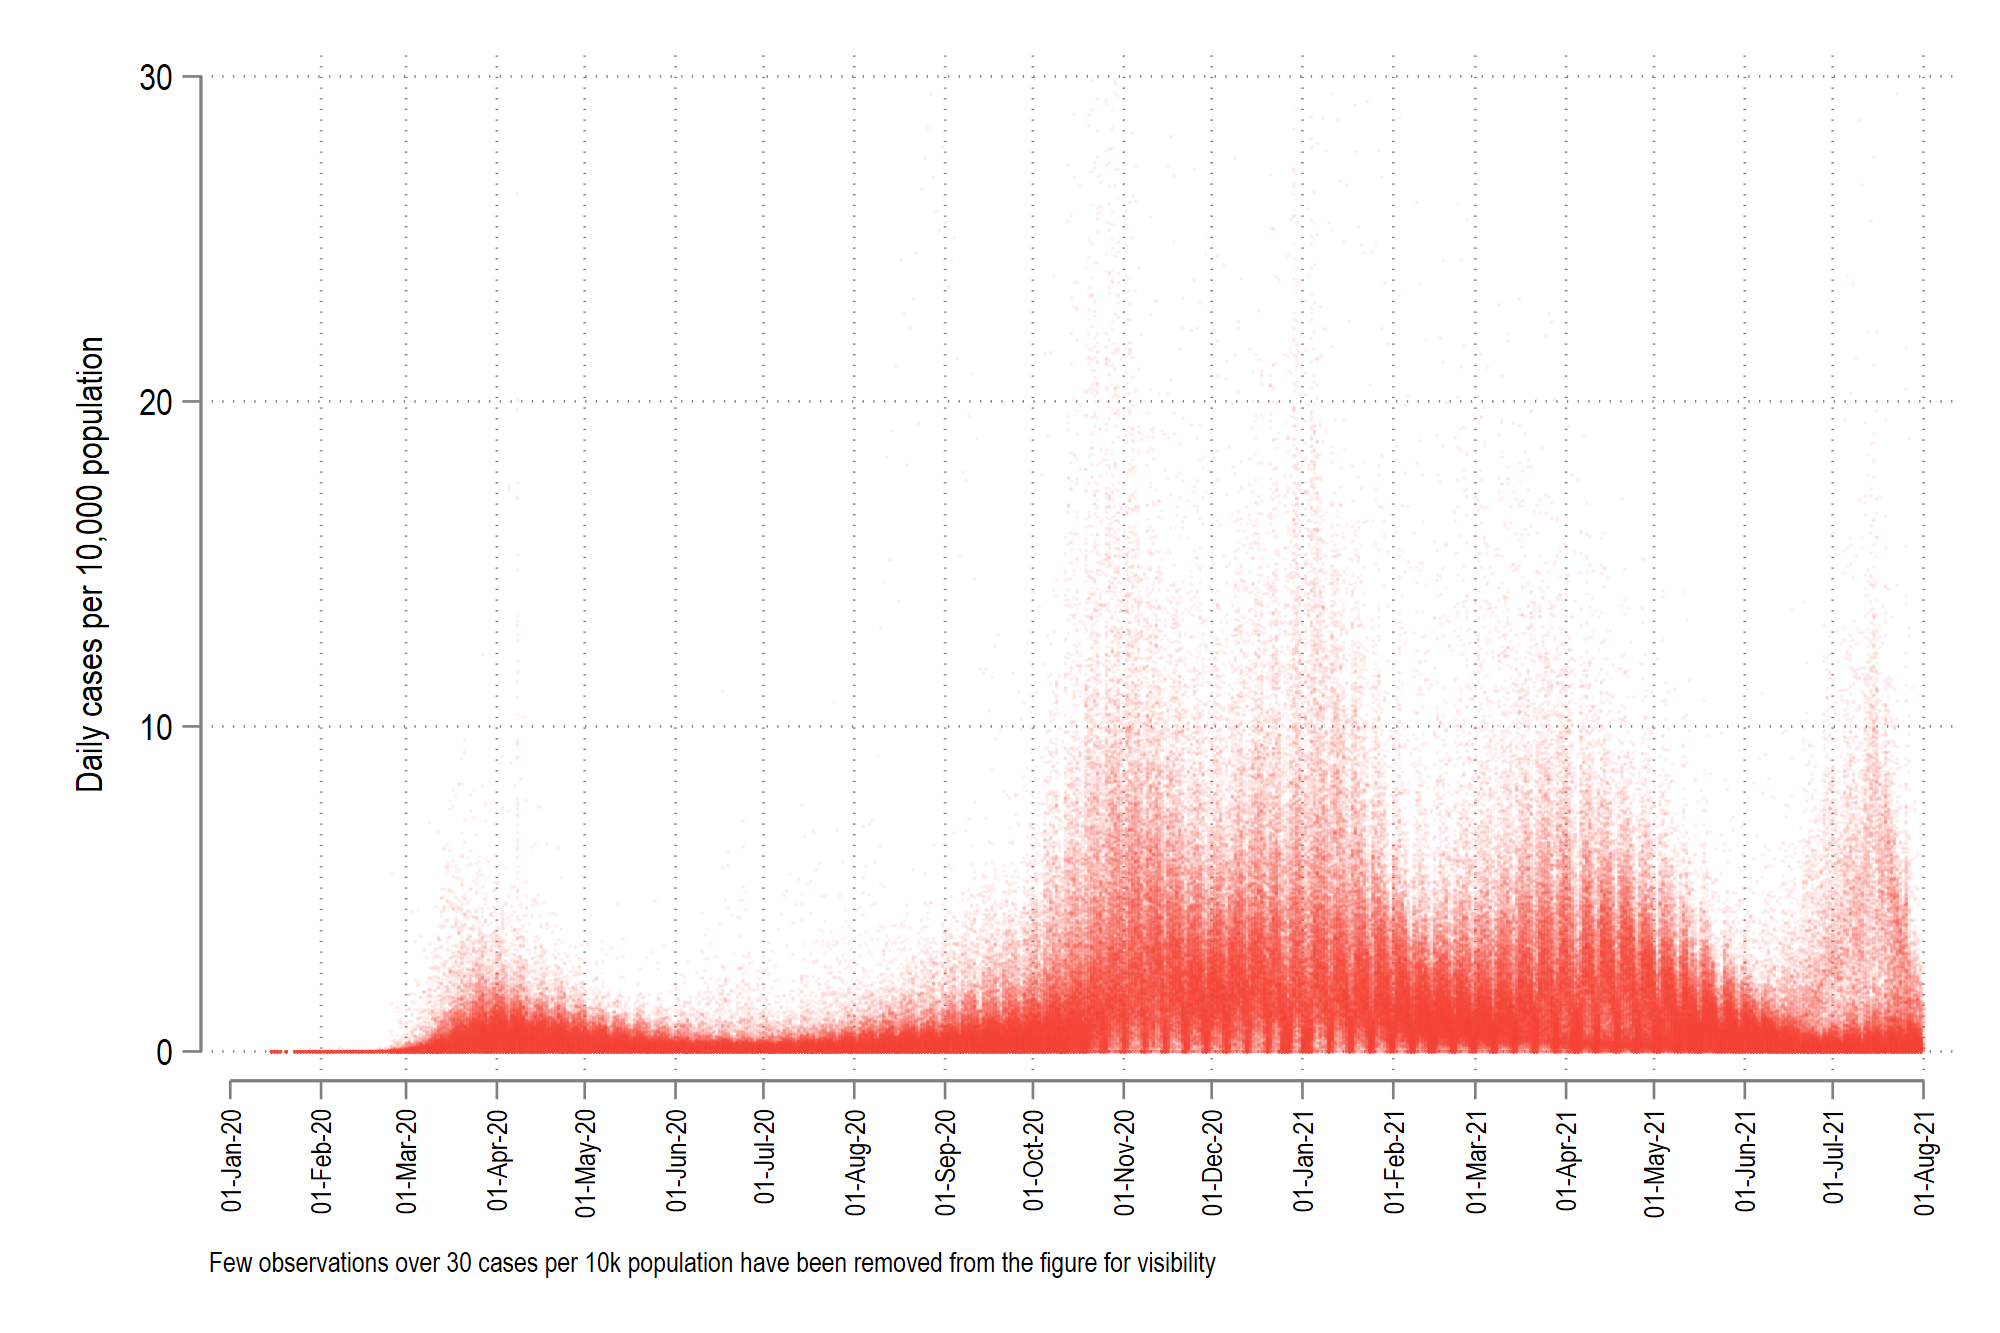 30
20
10
0
Daily cases per 10,000 population
01-Jan-20
01-Feb-20
01-Mar-20
01-Apr-20
01-May-20
01-Jun-20
01-Jul-20
01-Aug-20
01-Sep-20
01-Oct-20
01-Nov-20
01-Dec-20
01-Jan-21
01-Feb-21
01-Mar-21
01-Apr-21
01-May-21
01-Jun-21
01-Jul-21
01-Aug-21
Few observations over 30 cases per 10k population have been removed from the figure for visibility